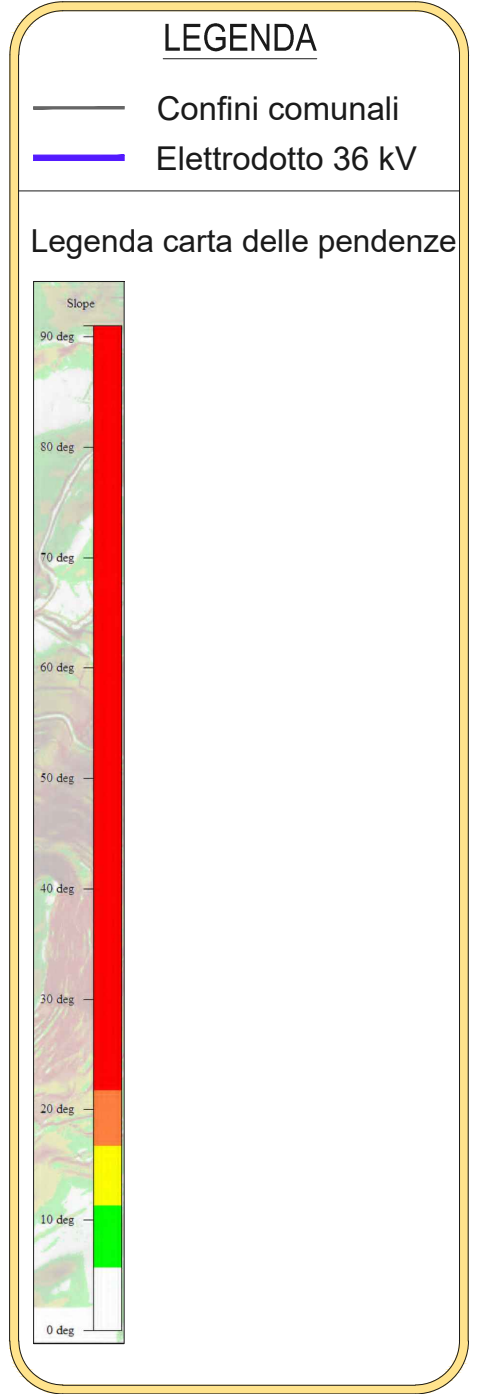 LEGENDA
Confini comunali
Elettrodotto 36 kV
Legenda carta delle pendenze
Slope
90 deg
80 deg
70 deg
60 deg
50 deg
40 deg
30 deg
20 deg
10 deg
0 deg